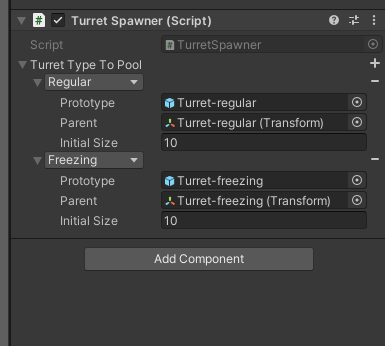 Turret Spawner (Script)
Script TurretSpawner
Turret Type To Pool
Regular
Prototype Turret-regular
Parent Turret-regular (Transform)
Initial Size 10
Freezing
Prototype Turret-freezing
Parent Turret-freezing (Transform)
Initial Size 10
Add Component